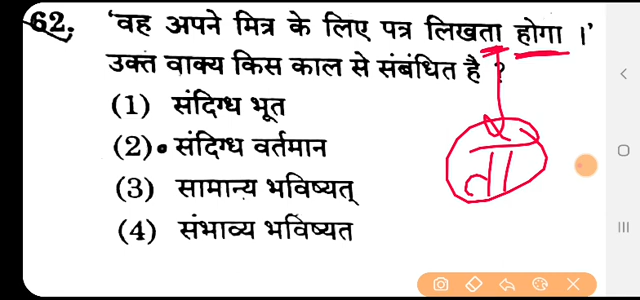 62. 'वह अपने मित्र के लिए पत्र लिखता होगा ।'
उक्त वाक्य किस काल से संबंधित है ?
(1) संदिग्ध भूत
(2) संदिग्ध वर्तमान
ता
(3) सामान्य भविष्यत्
(4) संभाव्य भविष्यत